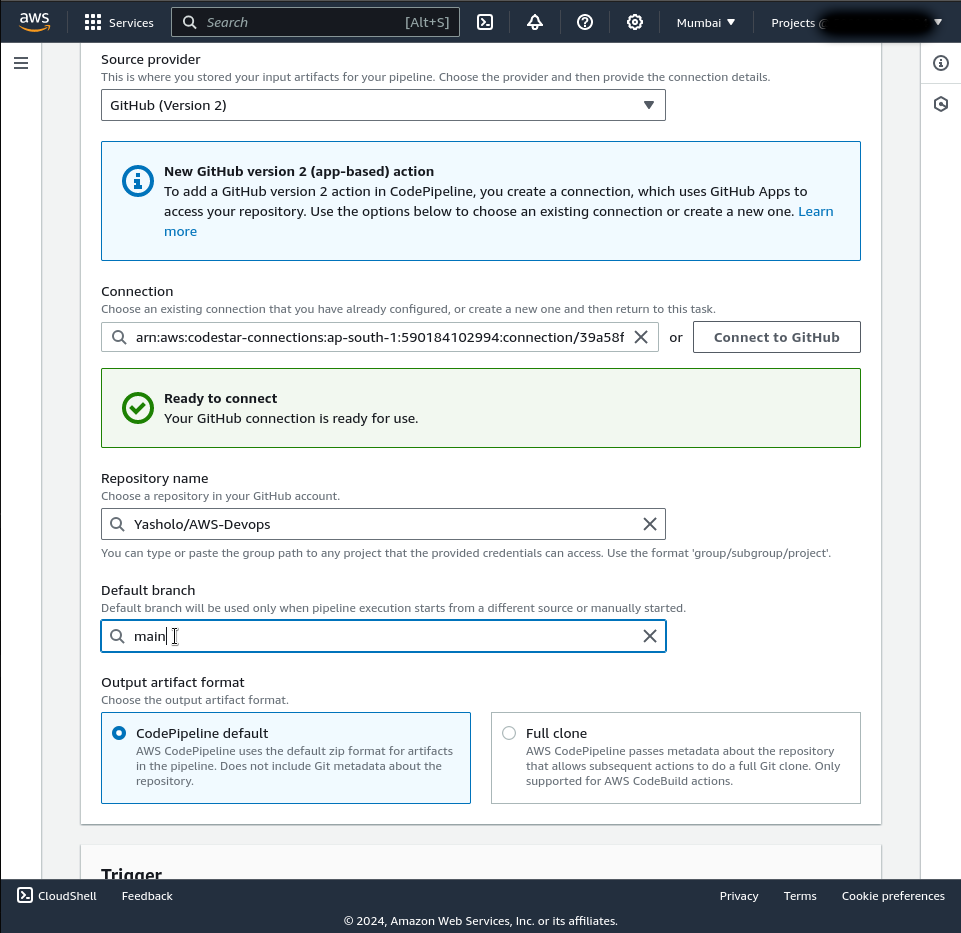 aws Services Search [Alt+S] Mumbai Projects @
Source provider
This is where you stored your input artifacts for your pipeline. Choose the provider and then provide the connection details.
GitHub (Version 2)
New GitHub version 2 (app-based) action
To add a GitHub version 2 action in CodePipeline, you create a connection, which uses GitHub Apps to
access your repository. Use the options below to choose an existing connection or create a new one. Learn
more
Connection
Choose an existing connection that you have already configured, or create a new one and then return to this task.
arn:aws:codestar-connections:ap-south-1:590184102994:connection/39a58f or Connect to GitHub
Ready to connect
Your GitHub connection is ready for use.
Repository name
Choose a repository in your GitHub account.
Yasholo/AWS-Devops
You can type or paste the group path to any project that the provided credentials can access. Use the format 'group/subgroup/project'.
Default branch
Default branch will be used only when pipeline execution starts from a different source or manually started.
main
Output artifact format
Choose the output artifact format.
CodePipeline default
AWS CodePipeline uses the default zip format for artifacts
in the pipeline. Does not include Git metadata about the
repository.
Full clone
AWS CodePipeline passes metadata about the repository
that allows subsequent actions to do a full Git clone. Only
supported for AWS CodeBuild actions.
Trigger
CloudShell Feedback Privacy Terms Cookie preferences
© 2024, Amazon Web Services, Inc. or its affiliates.